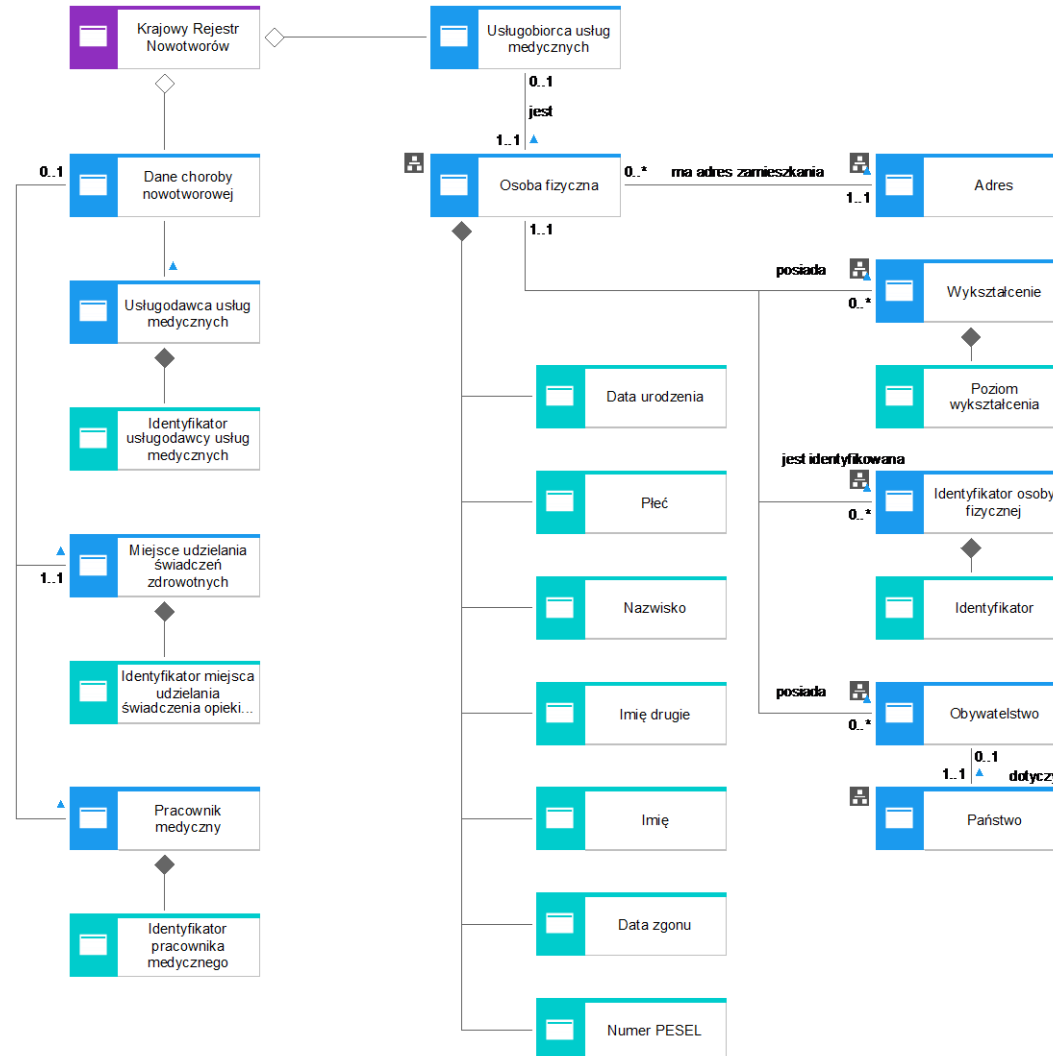 Krajowy Rejestr
Nowotworów
Usługobiorca usług
medycznych
0..1
jest
1..1
0..1
Dane choroby
nowotworowej
Osoba fizyczna
0..*
ma adres zamieszkania
1..1
Adres
1..1
posiada
0..*
Wykształcenie
Usługodawca usług
medycznych
Poziom
wykształcenia
Data urodzenia
Identyfikator
usługodawcy usług
medycznych
jest identyfikowana
0..*
Identyfikator osoby
fizycznej
Płeć
1..1
Miejsce udzielania
świadczeń
zdrowotnych
Nazwisko
Identyfikator
Identyfikator miejsca
udzielania
świadczenia opieki...
Imię drugie
posiada
0..*
Obywatelstwo
0..1
1..1
dotyczy
Pracownik
medyczny
Imię
Państwo
Identyfikator
pracownika
medycznego
Data zgonu
Numer PESEL